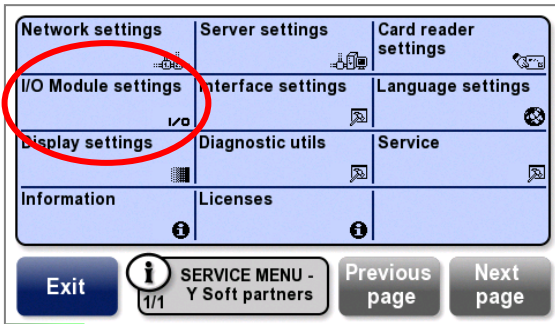 Network settings
Server settings
Card reader
settings
I/O Module settings
I/O
Interface settings
Language settings
Display settings
Diagnostic utils
Service
Information
i
Licenses
i
Exit
i
1/1
SERVICE MENU -
Y Soft partners
Previous
page
Next
page